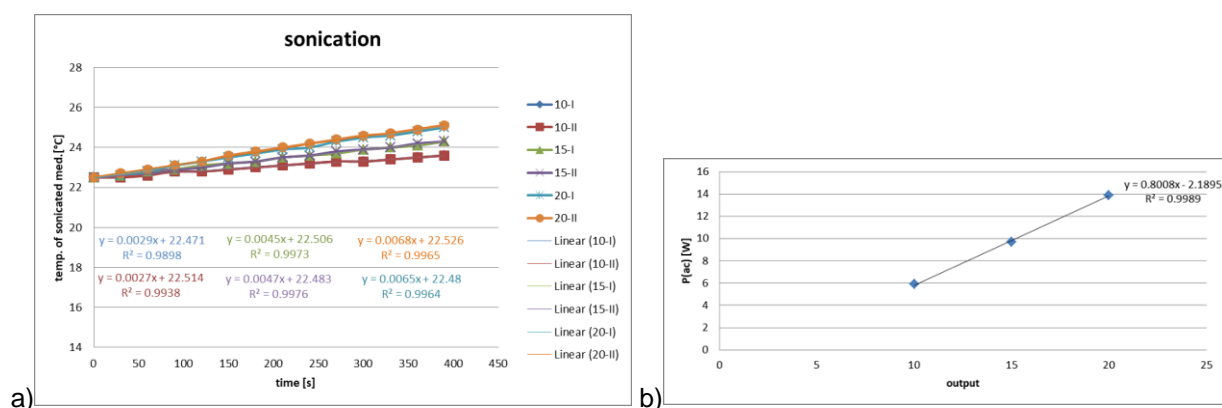 sonication
temp. of sonicated med. [°C]
28
26
24
22
20
18
16
14
y = 0.0029x + 22.471
R² = 0.9898
y = 0.0045x + 22.506
R² = 0.9973
y = 0.0068x + 22.526
R² = 0.9965
y = 0.0027x + 22.514
R² = 0.9938
y = 0.0047x + 22.483
R² = 0.9976
y = 0.0065x + 22.48
R² = 0.9964
0 50 100 150 200 250 300 350 400 450
time [s]
10-I
10-II
15-I
15-II
20-I
20-II
Linear (10-I)
Linear (10-II)
Linear (15-I)
Linear (15-II)
Linear (20-I)
Linear (20-II)
a)
P(ac) [W]
16
14
12
10
8
6
4
2
0
y = 0.8008x - 2.1895
R² = 0.9989
0 5 10 15 20 25
output
b)